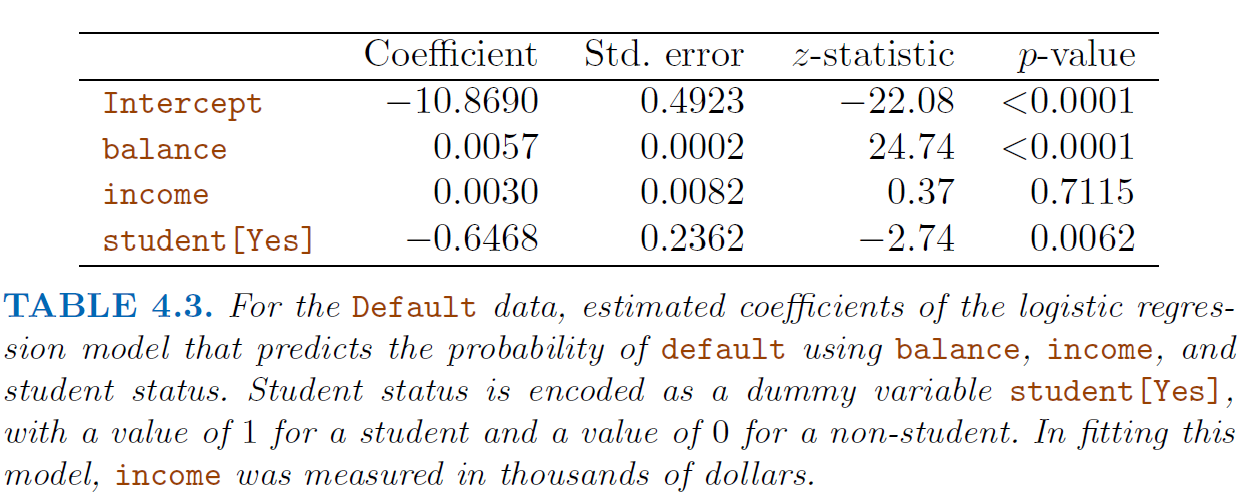 Coefficient Std. error z-statistic p-value
Intercept −10.8690 0.4923 −22.08 <0.0001
balance 0.0057 0.0002 24.74 <0.0001
income 0.0030 0.0082 0.37 0.7115
student[Yes] −0.6468 0.2362 −2.74 0.0062
TABLE 4.3. For the Default data, estimated coefficients of the logistic regres-
sion model that predicts the probability of default using balance, income, and
student status. Student status is encoded as a dummy variable student[Yes],
with a value of 1 for a student and a value of 0 for a non-student. In fitting this
model, income was measured in thousands of dollars.